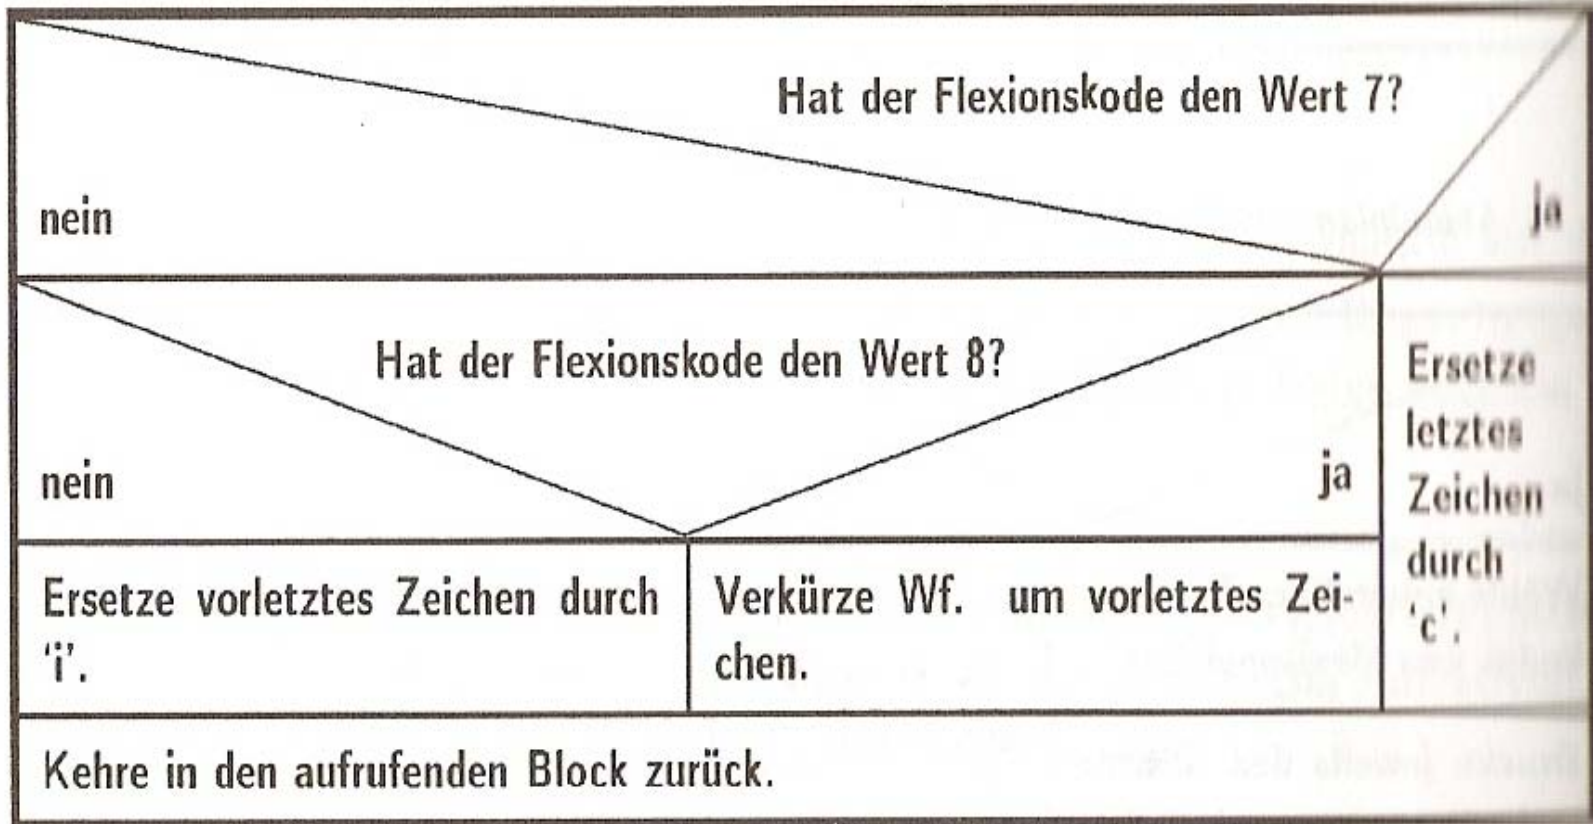 Hat der Flexionskode den Wert 7?
nein
ja
Hat der Flexionskode den Wert 8?
nein
ja
Ersetze
letztes
Zeichen
durch
'c'.
Ersetze vorletztes Zeichen durch
'i'.
Verkürze Wf. um vorletztes Zei-
chen.
Kehre in den aufrufenden Block zurück.